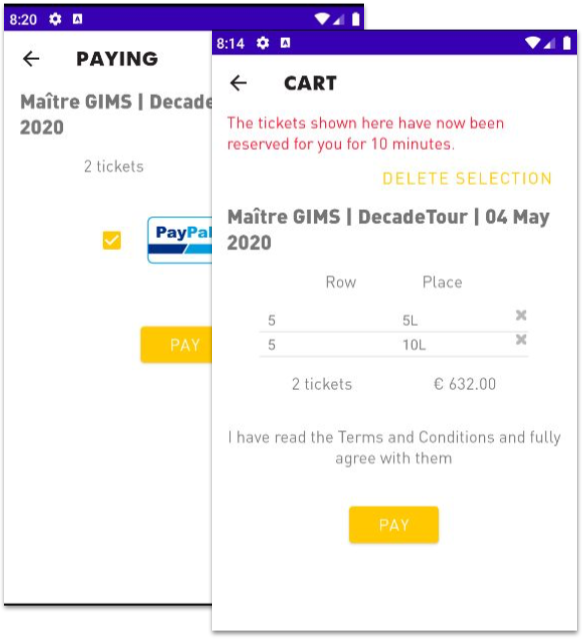 8:20
PAYING
Maître GIMS | Decade
2020
2 tickets
PayPal
PAY
8:14
CART
The tickets shown here have now been
reserved for you for 10 minutes.
DELETE SELECTION
Maître GIMS | DecadeTour | 04 May
2020
Row Place
5 5L
5 10L
2 tickets € 632.00
I have read the Terms and Conditions and fully
agree with them
PAY